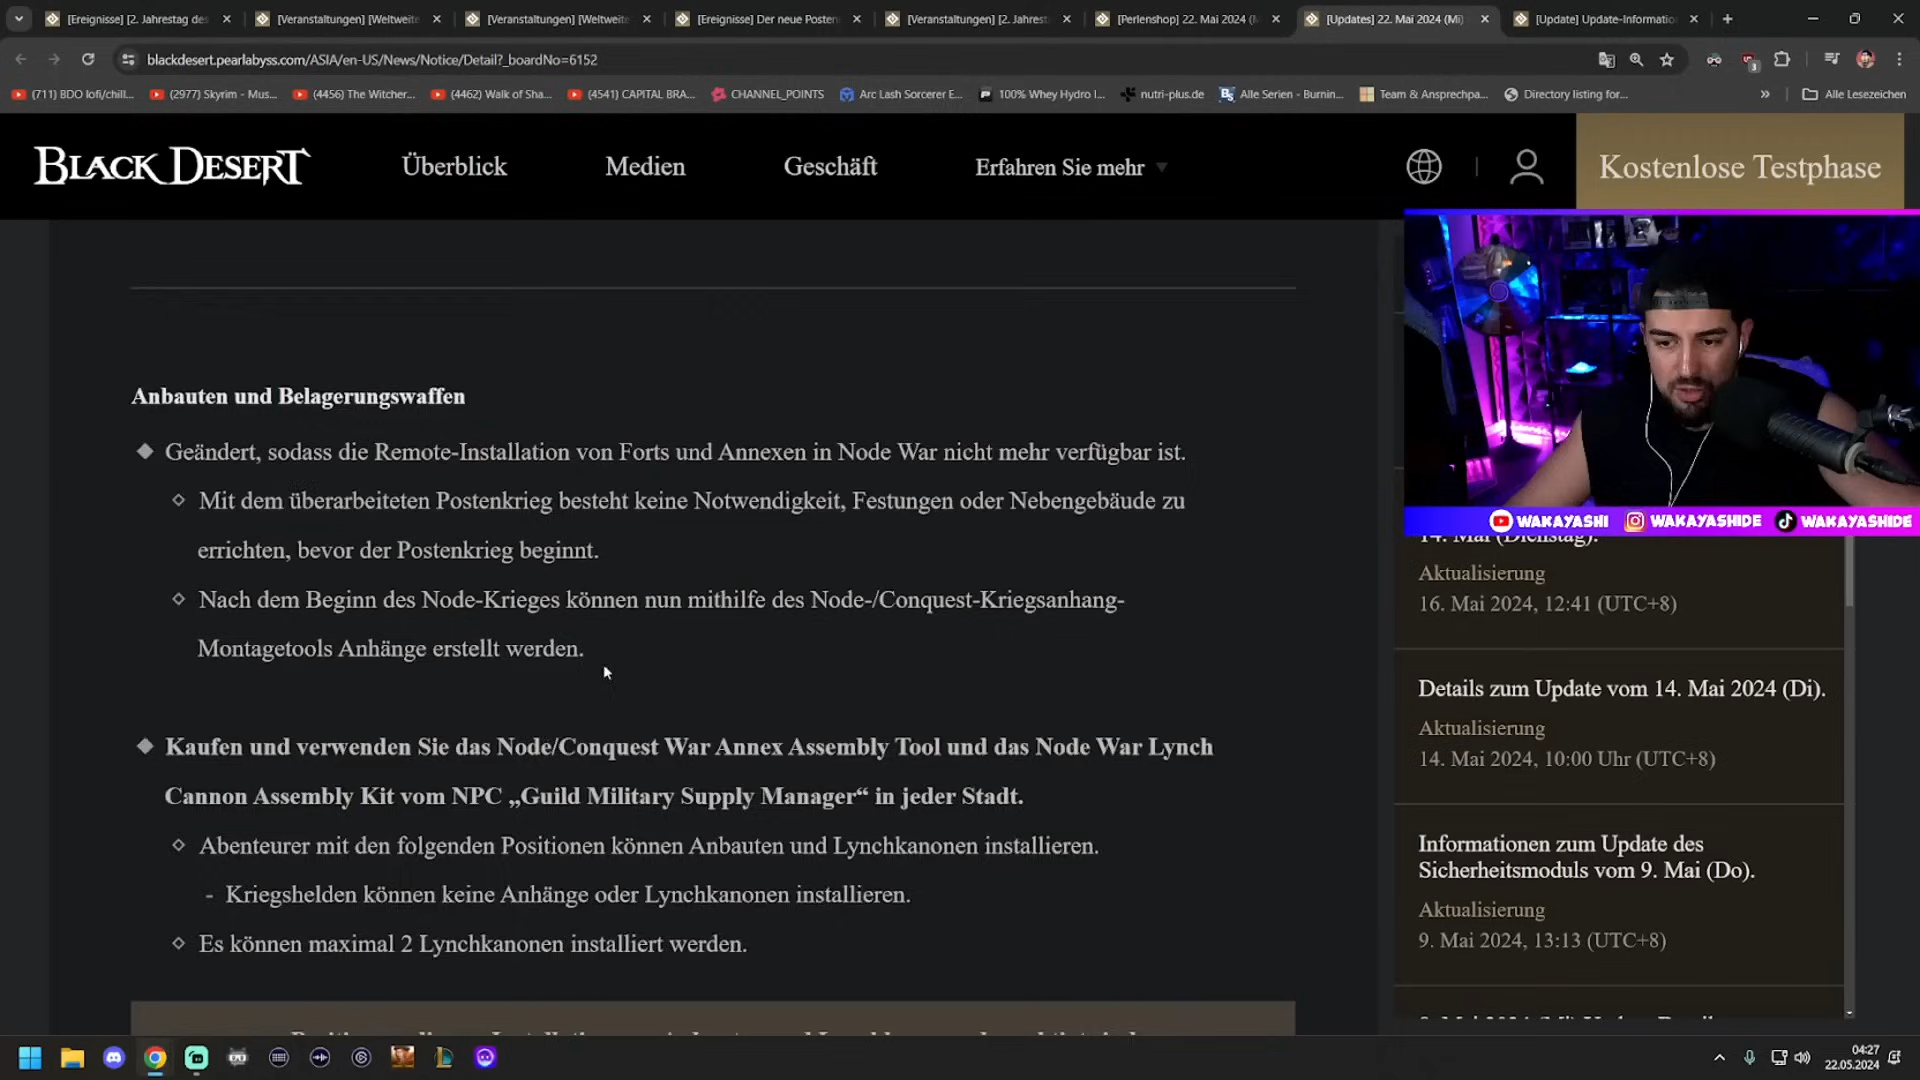 [Ereignisse] [2. Jahrestag des
[Veranstaltungen] [Weltweite
[Veranstaltungen] [Weltweite
[Ereignisse] Der neue Posten
[Veranstaltungen] [2. Jahrest
[Perlenshop] 22. Mai 2024 (
[Updates] 22. Mai 2024 (Mi)
[Update] Update-Informatio
blackdesert.pearlabyss.com/ASIA/en-US/News/Notice/Detail?_boardNo=6152
3
(711) BDO lofi/chill...
(2977) Skyrim - Mus...
(4456) The Witcher...
(4462) Walk of Sha...
(4541) CAPITAL BRA...
CHANNEL_POINTS
Arc Lash Sorcerer E...
100% Whey Hydro I...
nutri-plus.de
Alle Serien - Burnin...
Team & Ansprechpa...
Directory listing for...
Alle Lesezeichen
BLACK DESERT
Überblick
Medien
Geschäft
Erfahren Sie mehr
Kostenlose Testphase
Anbauten und Belagerungswaffen
Geändert, sodass die Remote-Installation von Forts und Annexen in Node War nicht mehr verfügbar ist.
Mit dem überarbeiteten Postenkrieg besteht keine Notwendigkeit, Festungen oder Nebengebäude zu
errichten, bevor der Postenkrieg beginnt.
Nach dem Beginn des Node-Krieges können nun mithilfe des Node-/Conquest-Kriegsanhang-
Montagetools Anhänge erstellt werden.
Kaufen und verwenden Sie das Node/Conquest War Annex Assembly Tool und das Node War Lynch
Cannon Assembly Kit vom NPC „Guild Military Supply Manager“ in jeder Stadt.
Abenteurer mit den folgenden Positionen können Anbauten und Lynchkanonen installieren.
- Kriegshelden können keine Anhänge oder Lynchkanonen installieren.
Es können maximal 2 Lynchkanonen installiert werden.
WAKAYASHI
WAKAYASHIDE
WAKAYASHIDE
14. Mai (Dienstag).
Aktualisierung
16. Mai 2024, 12:41 (UTC+8)
Details zum Update vom 14. Mai 2024 (Di).
Aktualisierung
14. Mai 2024, 10:00 Uhr (UTC+8)
Informationen zum Update des
Sicherheitsmoduls vom 9. Mai (Do).
Aktualisierung
9. Mai 2024, 13:13 (UTC+8)
04:27
22.05.2024